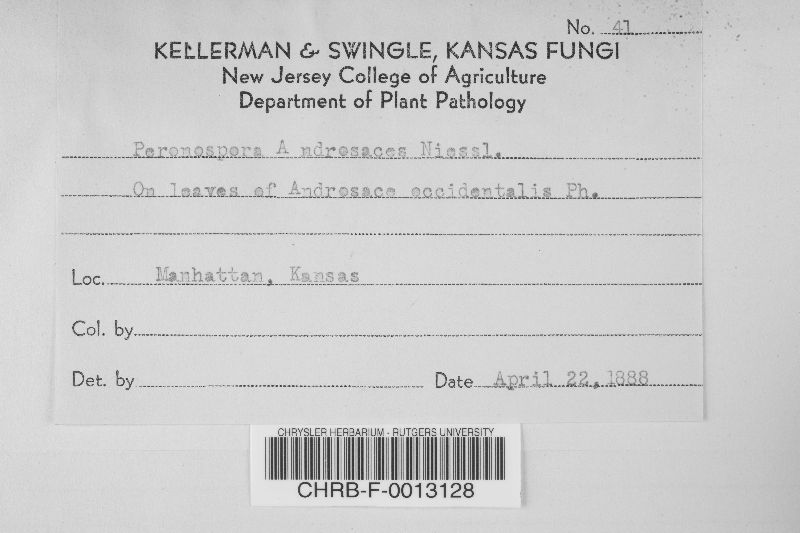 No. 41
KELLERMAN & SWINGLE, KANSAS FUNGI
New Jersey College of Agriculture
Department of Plant Pathology
Peronospora A ndrosaces Niessl.
On leaves of Androsace occidentalis Ph.
Loc. Manhattan, Kansas
Col. by
Det. by Date April 22, 1888
CHRYSLER HERBARIUM - RUTGERS UNIVERSITY
CHRB-F-0013128